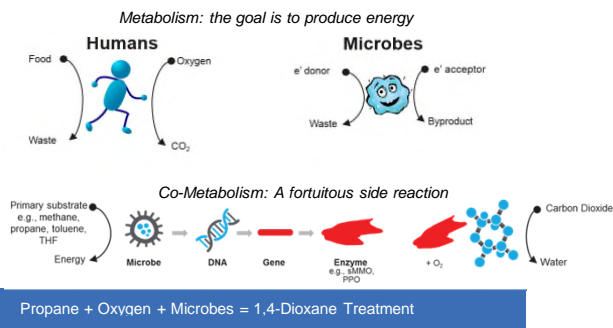 Metabolism: the goal is to produce energy
Humans
Microbes
Food
Oxygen
Waste
CO₂
e' donor
e' acceptor
Waste
Byproduct
Co-Metabolism: A fortuitous side reaction
Primary substrate
e.g., methane,
propane, toluene,
THF
Energy
Microbe
DNA
Gene
Enzyme
e.g., sMMO,
PPO
+ O₂
Carbon Dioxide
Water
Propane + Oxygen + Microbes = 1,4-Dioxane Treatment